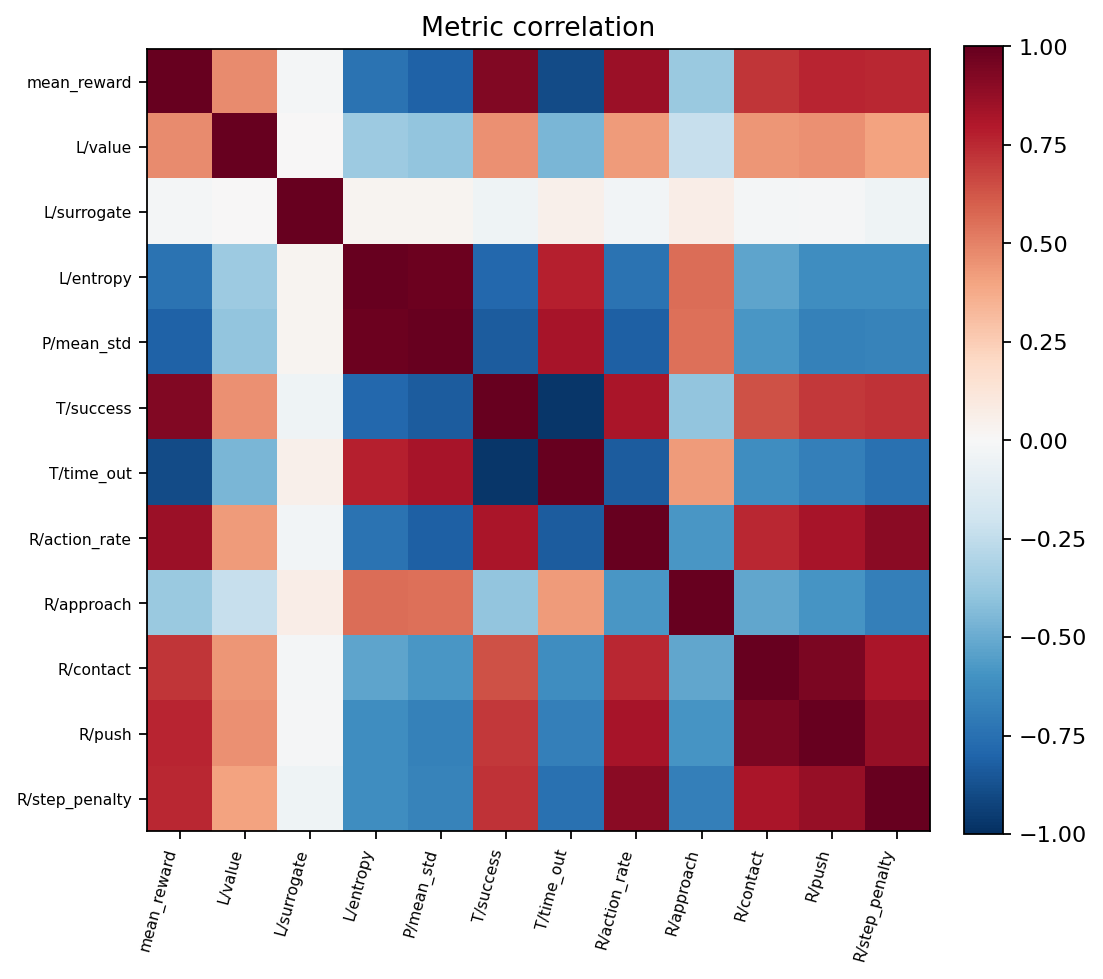 Metric correlation
mean_reward
L/value
L/surrogate
L/entropy
P/mean_std
T/success
T/time_out
R/action_rate
R/approach
R/contact
R/push
R/step_penalty
mean_reward
L/value
L/surrogate
L/entropy
P/mean_std
T/success
T/time_out
R/action_rate
R/approach
R/contact
R/push
R/step_penalty
1.00
0.75
0.50
0.25
0.00
−0.25
−0.50
−0.75
−1.00